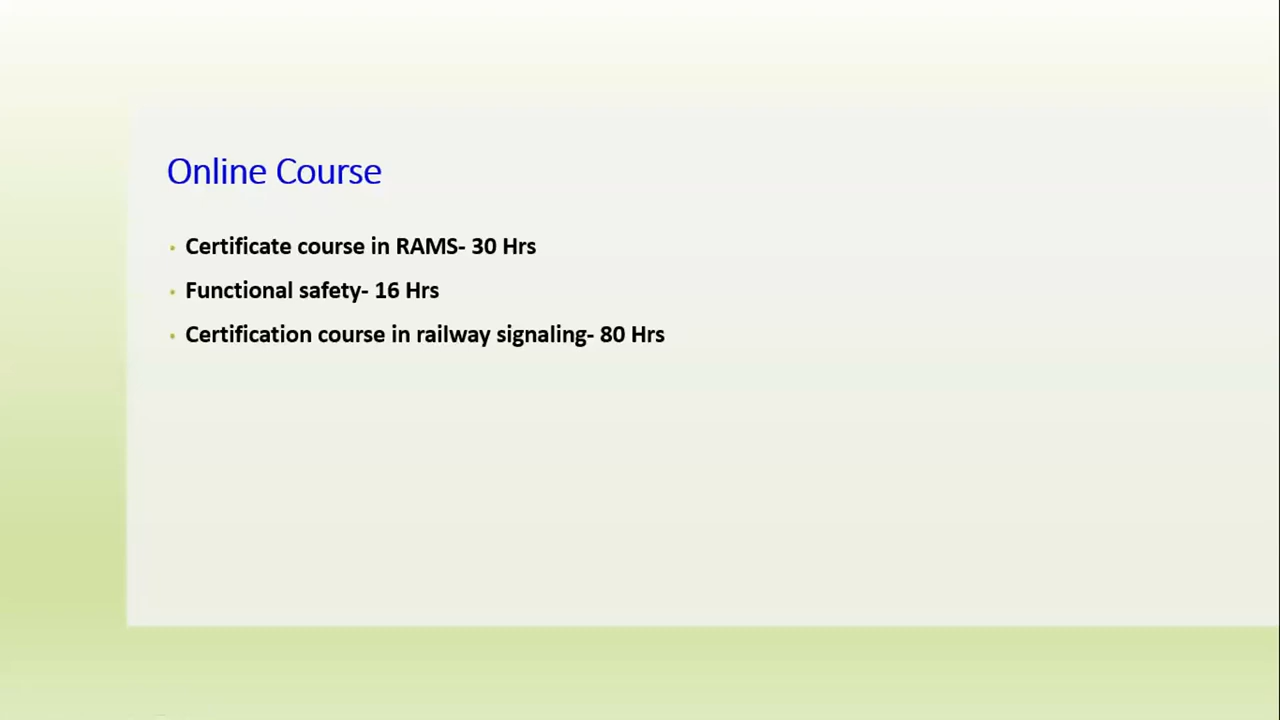 Online Course
• Certificate course in RAMS- 30 Hrs
• Functional safety- 16 Hrs
• Certification course in railway signaling- 80 Hrs